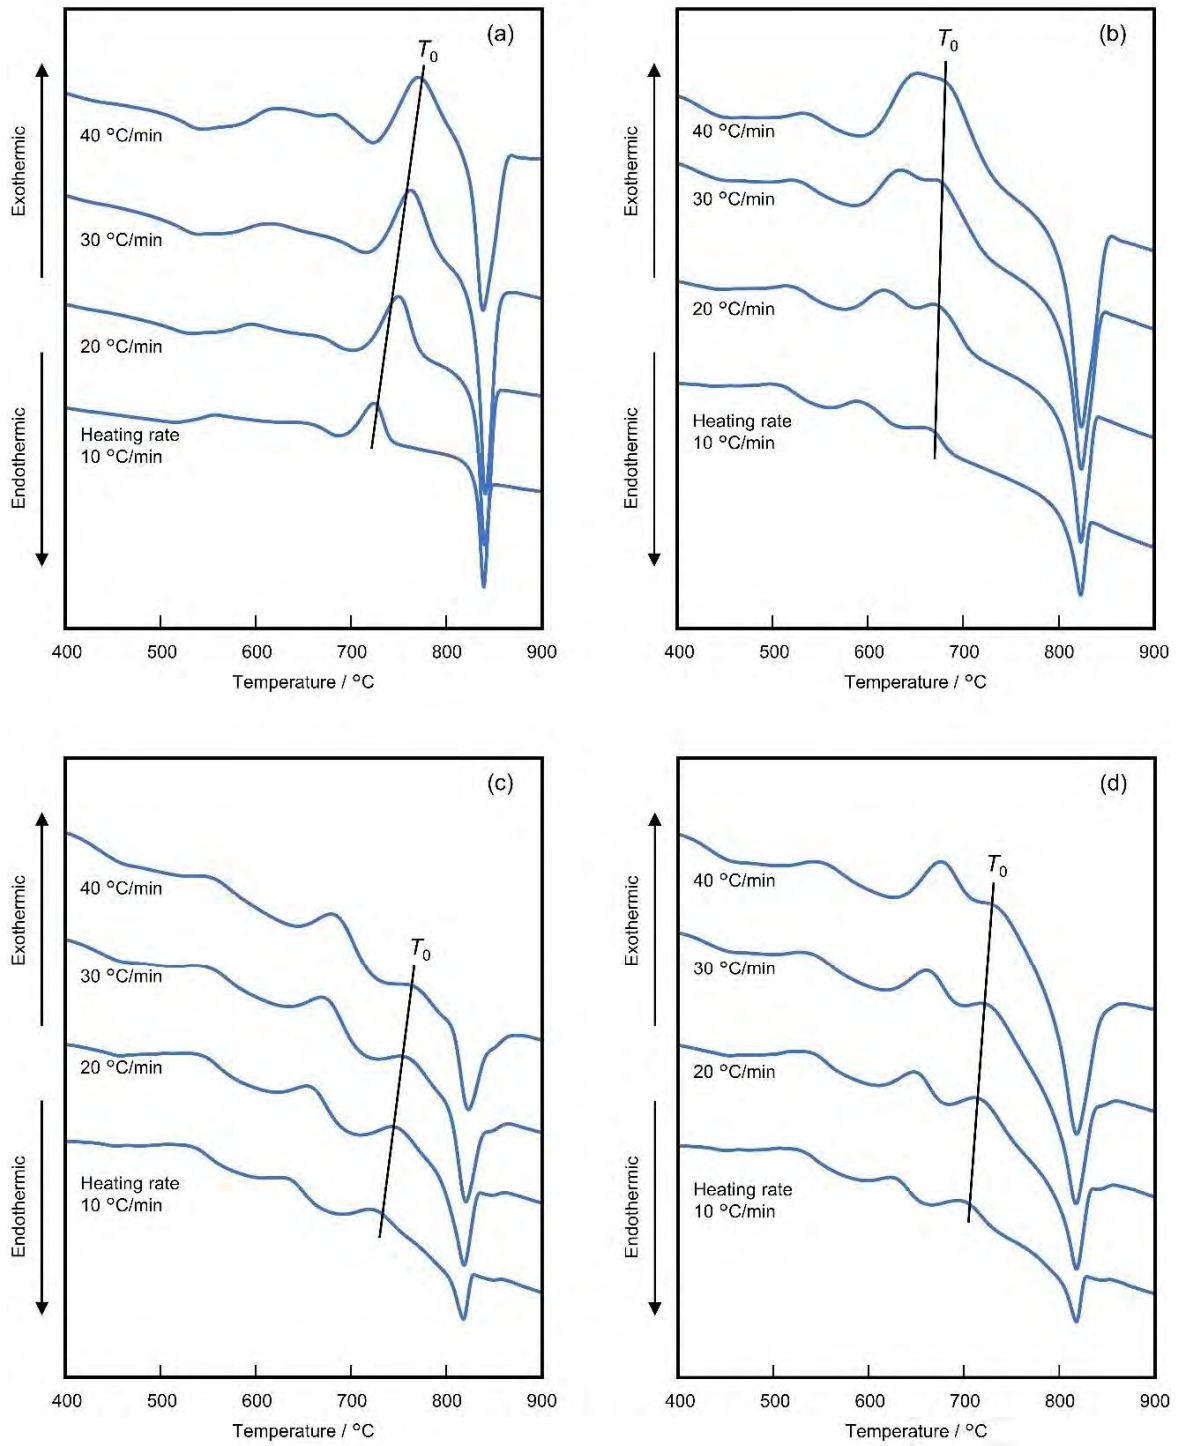 (a)
T0
40 °C/min
30 °C/min
20 °C/min
Heating rate
10 °C/min
Exothermic
Endothermic
400 500 600 700 800 900
Temperature / °C
(b)
T0
40 °C/min
30 °C/min
20 °C/min
Heating rate
10 °C/min
Exothermic
Endothermic
400 500 600 700 800 900
Temperature / °C
(c)
40 °C/min
T0
30 °C/min
20 °C/min
Heating rate
10 °C/min
Exothermic
Endothermic
400 500 600 700 800 900
Temperature / °C
(d)
T0
40 °C/min
30 °C/min
20 °C/min
Heating rate
10 °C/min
Exothermic
Endothermic
400 500 600 700 800 900
Temperature / °C